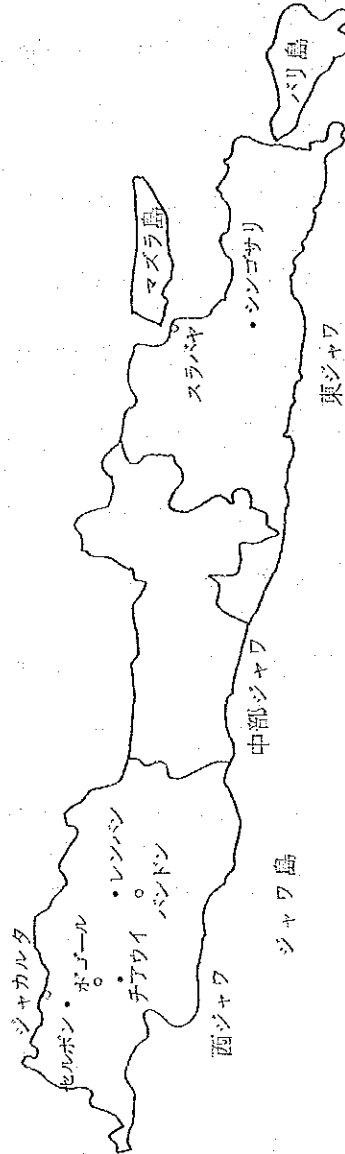 ジャカルタ
セルポン
ボゴール
チアウイ
レンバン
バンドン
西ジャワ
ジャワ島
中部ジャワ
マズラ島
スラバヤ
シンゴサリ
東ジャワ
バリ島